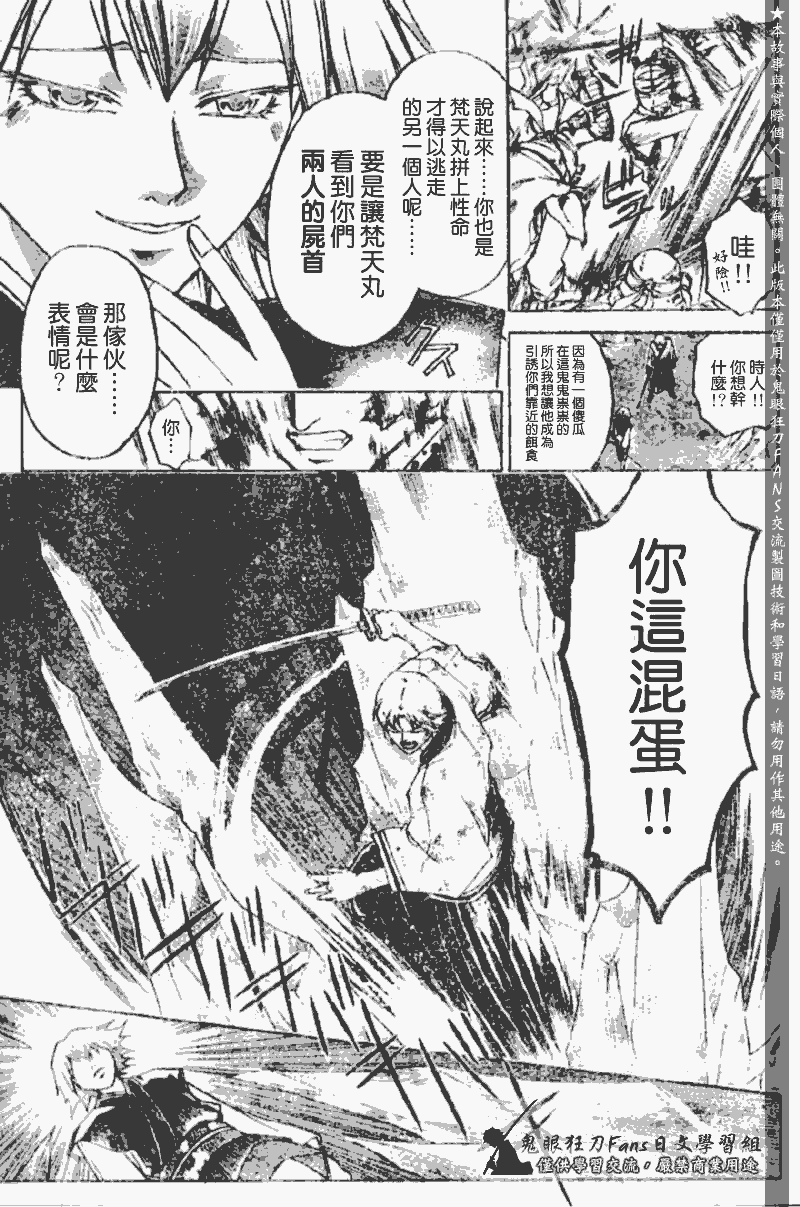 哇!!
好險!!
時人!!
你想幹
什麼!?
因為有一個傻瓜
在這鬼鬼祟祟的
所以我想讓他成為
引誘你們靠近的餌食
說起來……你也是
梵天丸拼上性命
才得以逃走
的另一個人呢……
要是讓梵天丸
看到你們
兩人的屍首
クス
那傢伙……
會是什麼
表情呢?
你…
你這混蛋!!
★本故事與實際個人、團體無關。此版本僅僅用於鬼眼狂刀FANS交流製圖技術和學習日語，請勿用作其他用途。
鬼眼狂刀Fans日文學習組
僅供學習交流，嚴禁商業用途